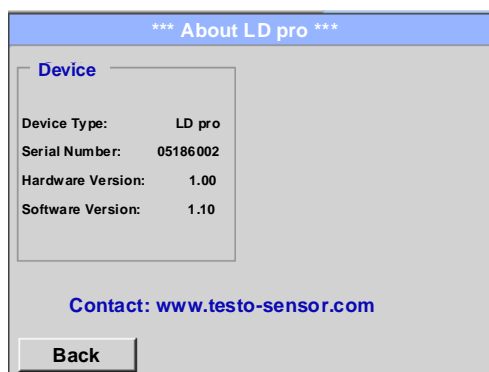 *** About LD pro ***
Device
Device Type: LD pro
Serial Number: 05186002
Hardware Version: 1.00
Software Version: 1.10
Contact: www.testo-sensor.com
Back